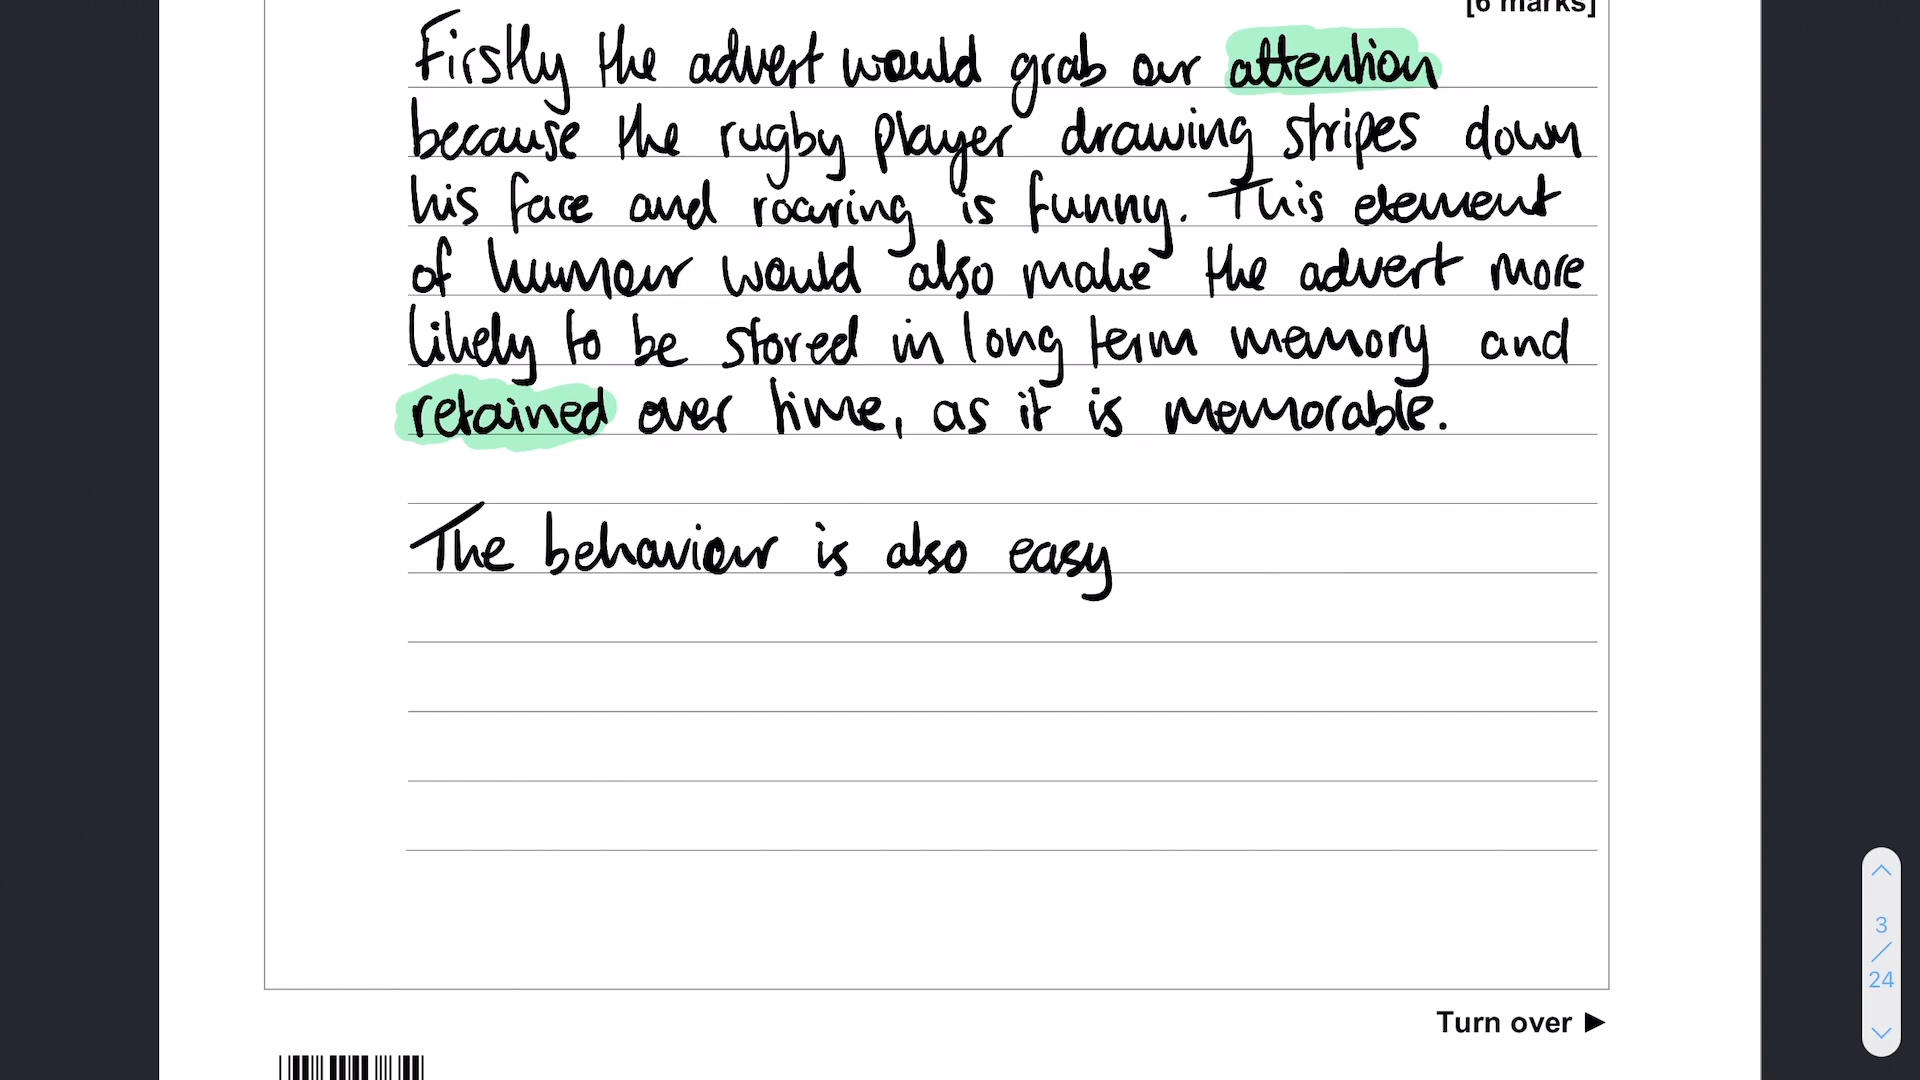 [6 marks]
Firstly the advert would grab our attention
because the rugby player drawing stripes down
his face and roaring is funny. This element
of humour would also make the advert more
likely to be stored in long term memory and
retained over time, as it is memorable.
The behaviour is also easy
3
/
24
Turn over ►